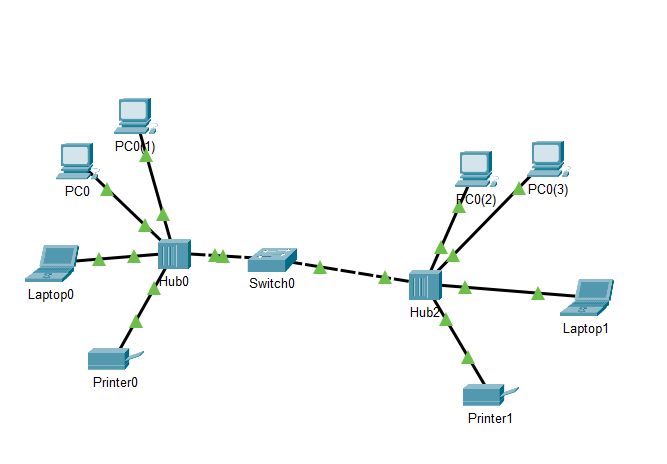 PC0(1)
PC0
PC0(2)
PC0(3)
Hub0
Switch0
Laptop0
Hub2
Laptop1
Printer0
Printer1